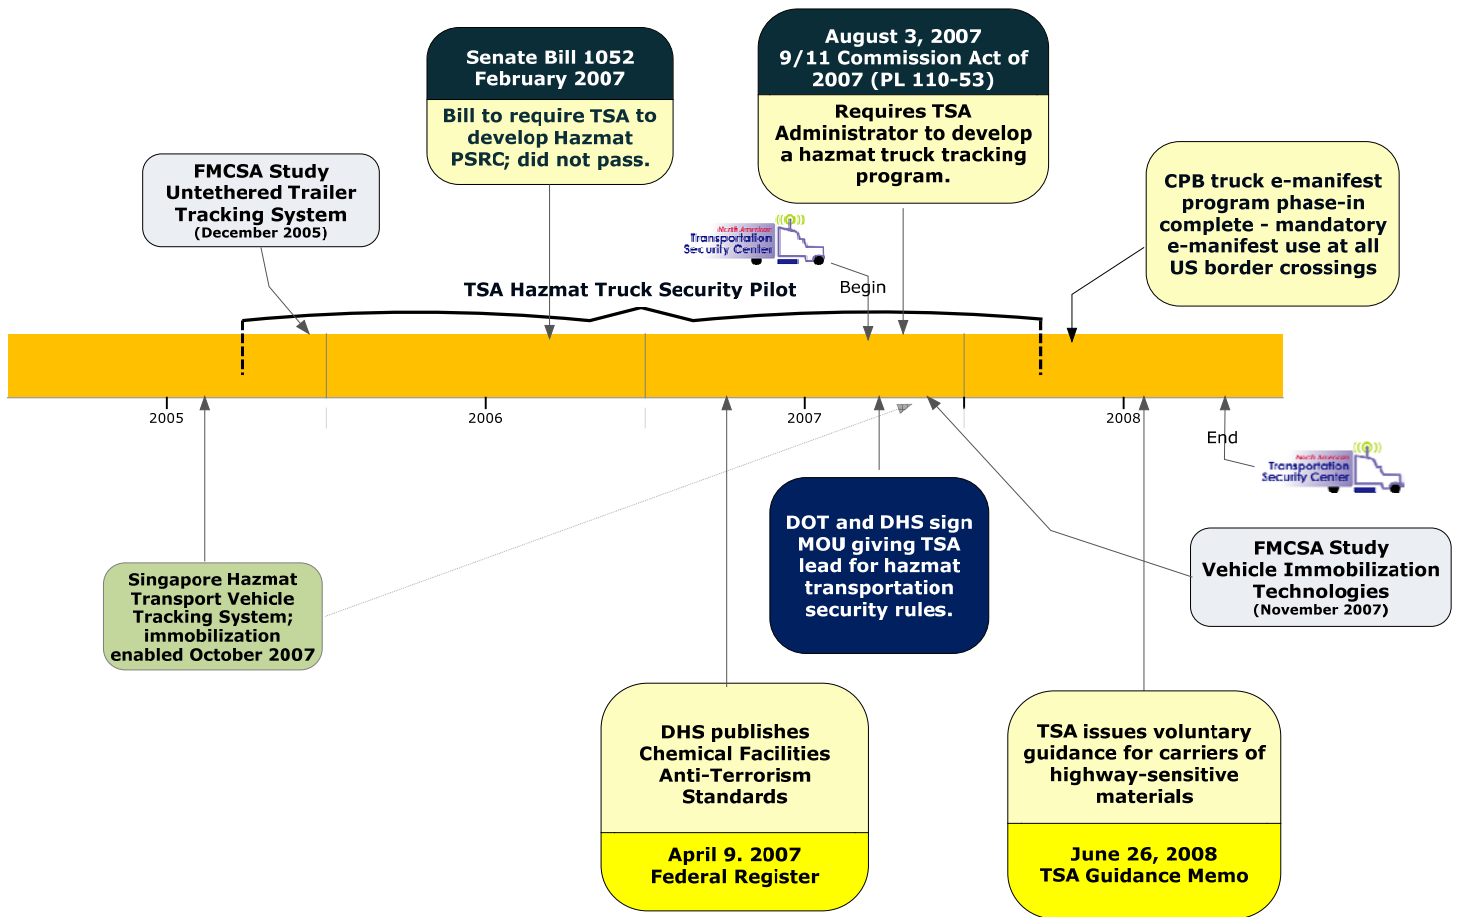 Senate Bill 1052
February 2007
Bill to require TSA to
develop Hazmat
PSRC; did not pass.
August 3, 2007
9/11 Commission Act of
2007 (PL 110-53)
Requires TSA
Administrator to develop
a hazmat truck tracking
program.
FMCSA Study
Untethered Trailer
Tracking System
(December 2005)
CPB truck e-manifest
program phase-in
complete - mandatory
e-manifest use at all
US border crossings
North American
Transportation
Security Center
Begin
TSA Hazmat Truck Security Pilot
2005
2006
2007
2008
End
North American
Transportation
Security Center
DOT and DHS sign
MOU giving TSA
lead for hazmat
transportation
security rules.
FMCSA Study
Vehicle Immobilization
Technologies
(November 2007)
Singapore Hazmat
Transport Vehicle
Tracking System;
immobilization
enabled October 2007
DHS publishes
Chemical Facilities
Anti-Terrorism
Standards
April 9. 2007
Federal Register
TSA issues voluntary
guidance for carriers of
highway-sensitive
materials
June 26, 2008
TSA Guidance Memo